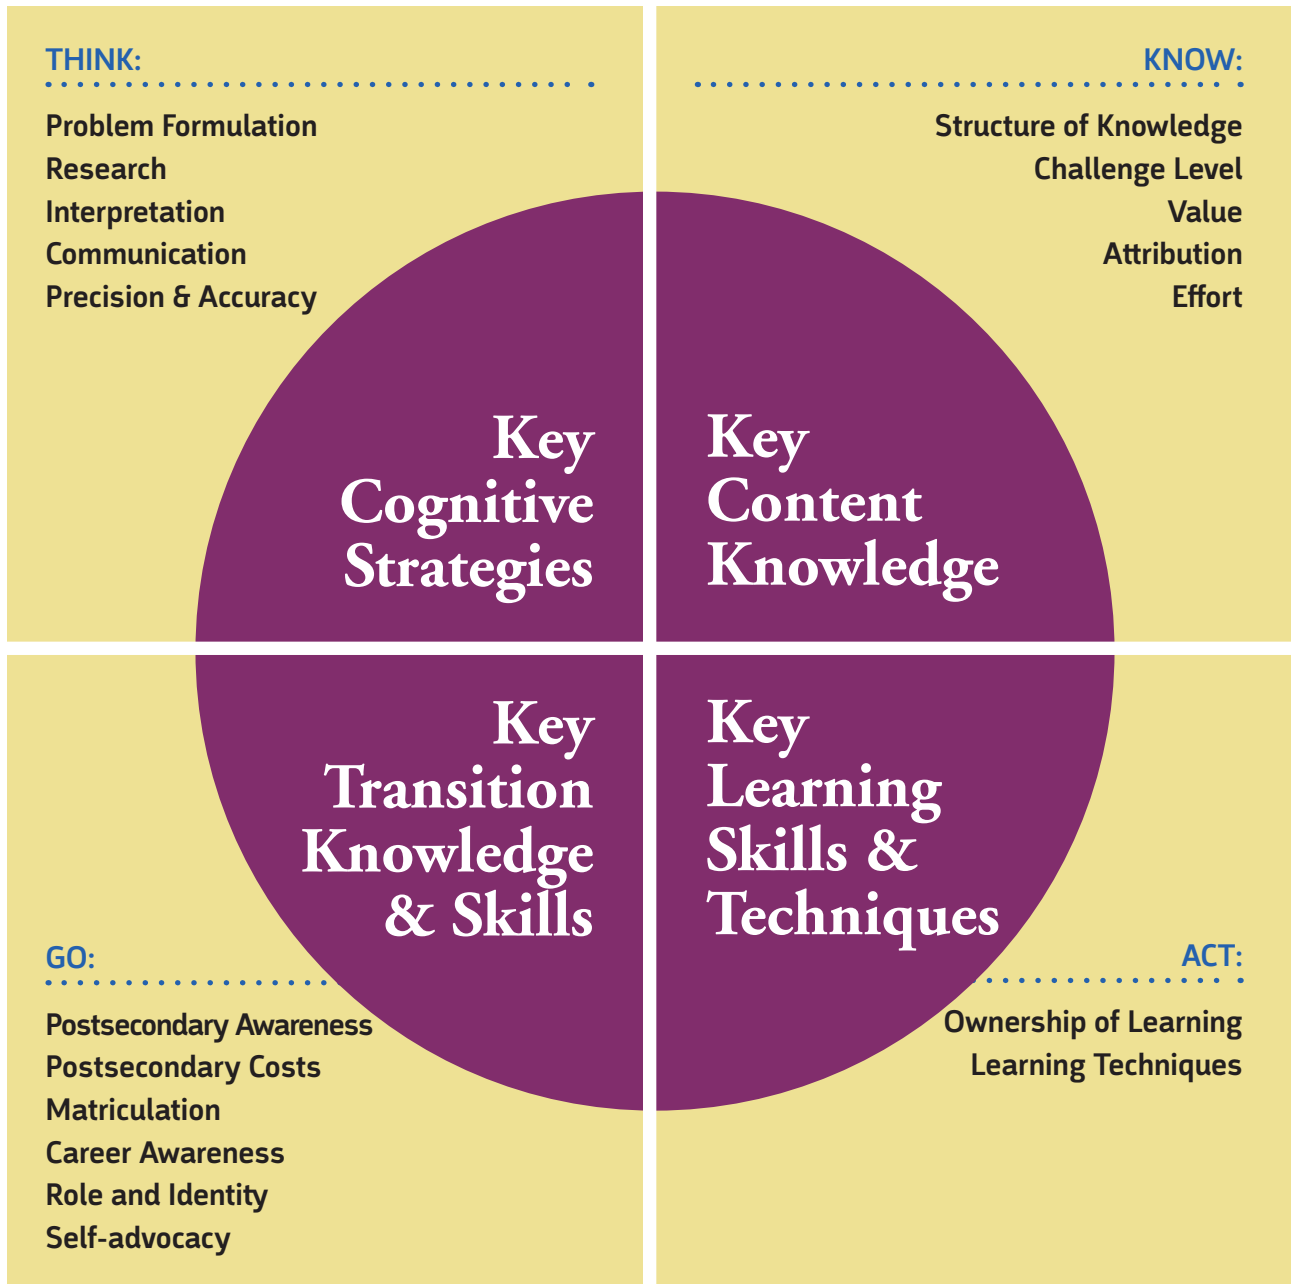 THINK:
Problem Formulation
Research
Interpretation
Communication
Precision & Accuracy
Key
Cognitive
Strategies
KNOW:
Structure of Knowledge
Challenge Level
Value
Attribution
Effort
Key
Content
Knowledge
Key
Transition
Knowledge
& Skills
GO:
Postsecondary Awareness
Postsecondary Costs
Matriculation
Career Awareness
Role and Identity
Self-advocacy
Key
Learning
Skills &
Techniques
ACT:
Ownership of Learning
Learning Techniques